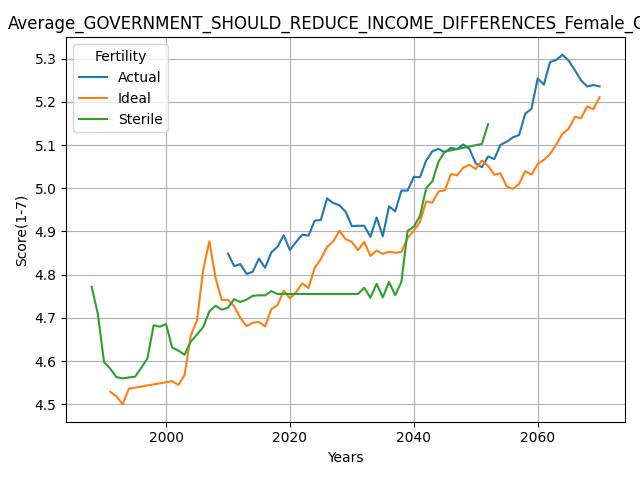 Average_GOVERNMENT_SHOULD_REDUCE_INCOME_DIFFERENCES_Female_
Fertility
Actual
Ideal
Sterile
Score(1-7)
5.3
5.2
5.1
5.0
4.9
4.8
4.7
4.6
4.5
2000
2020
2040
2060
Years